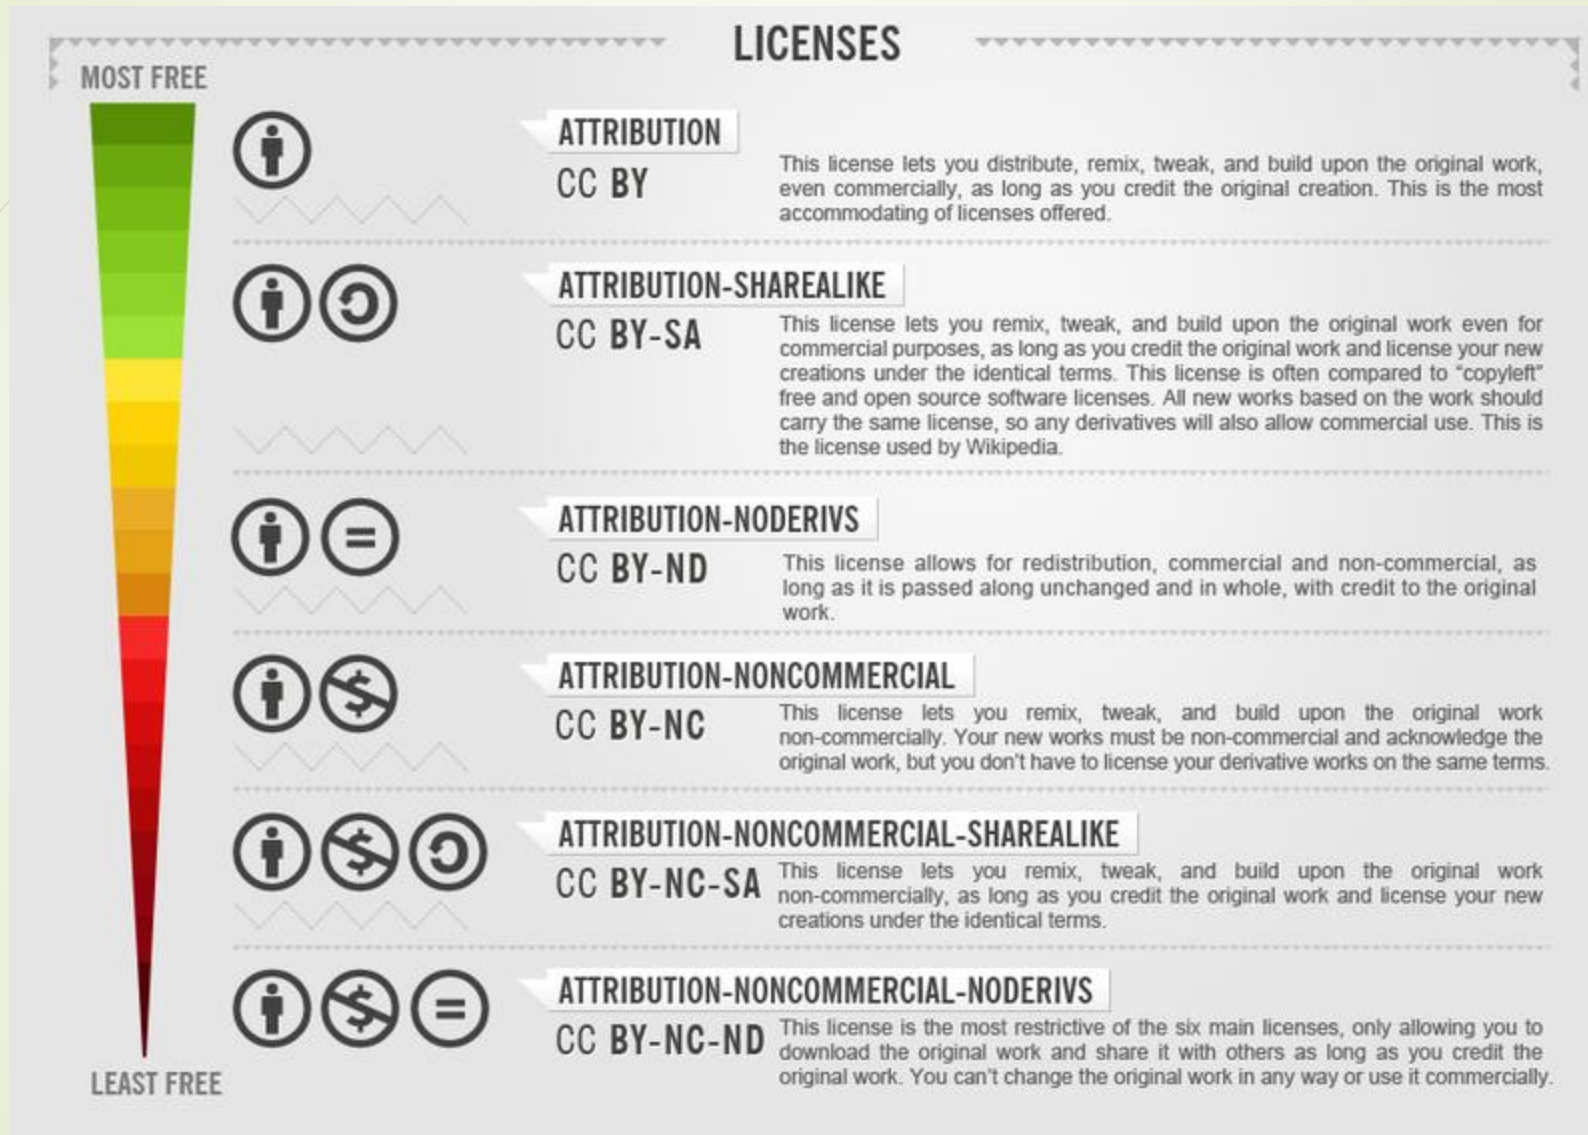 LICENSES
MOST FREE
ATTRIBUTION
CC BY
This license lets you distribute, remix, tweak, and build upon the original work,
even commercially, as long as you credit the original creation. This is the most
accommodating of licenses offered.
ATTRIBUTION-SHAREALIKE
CC BY-SA
This license lets you remix, tweak, and build upon the original work even for
commercial purposes, as long as you credit the original work and license your new
creations under the identical terms. This license is often compared to “copyleft”
free and open source software licenses. All new works based on the work should
carry the same license, so any derivatives will also allow commercial use. This is
the license used by Wikipedia.
ATTRIBUTION-NODERIVS
CC BY-ND
This license allows for redistribution, commercial and non-commercial, as
long as it is passed along unchanged and in whole, with credit to the original
work.
ATTRIBUTION-NONCOMMERCIAL
CC BY-NC
This license lets you remix, tweak, and build upon the original work
non-commercially. Your new works must be non-commercial and acknowledge the
original work, but you don’t have to license your derivative works on the same terms.
ATTRIBUTION-NONCOMMERCIAL-SHAREALIKE
CC BY-NC-SA
This license lets you remix, tweak, and build upon the original work
non-commercially, as long as you credit the original work and license your new
creations under the identical terms.
ATTRIBUTION-NONCOMMERCIAL-NODERIVS
CC BY-NC-ND
This license is the most restrictive of the six main licenses, only allowing you to
download the original work and share it with others as long as you credit the
original work. You can’t change the original work in any way or use it commercially.
LEAST FREE